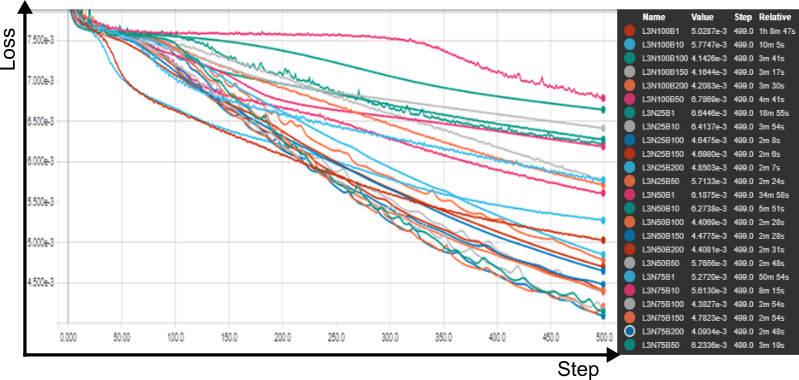 Loss
7.500e-3
7.000e-3
6.500e-3
6.000e-3
5.500e-3
5.000e-3
4.500e-3
0.000 50.00 100.0 150.0 200.0 250.0 300.0 350.0 400.0 450.0 500.0
Step
Name Value Step Relative
L3N100B1 5.0287e-3 499.0 1h 8m 47s
L3N100B10 5.7747e-3 499.0 10m 5s
L3N100B100 4.1426e-3 499.0 3m 41s
L3N100B150 4.1644e-3 499.0 3m 17s
L3N100B200 4.2083e-3 499.0 3m 30s
L3N100B50 6.7869e-3 499.0 4m 41s
L3N25B1 6.6446e-3 499.0 18m 55s
L3N25B10 6.4137e-3 499.0 3m 54s
L3N25B100 4.6475e-3 499.0 2m 8s
L3N25B150 4.6980e-3 499.0 2m 6s
L3N25B200 4.8503e-3 499.0 2m 7s
L3N25B50 5.7133e-3 499.0 2m 24s
L3N50B1 6.1875e-3 499.0 34m 58s
L3N50B10 6.2738e-3 499.0 5m 51s
L3N50B100 4.4069e-3 499.0 2m 28s
L3N50B150 4.4775e-3 499.0 2m 28s
L3N50B200 4.4081e-3 499.0 2m 31s
L3N50B50 5.7656e-3 499.0 2m 48s
L3N75B1 5.2720e-3 499.0 50m 54s
L3N75B10 5.6130e-3 499.0 8m 15s
L3N75B100 4.3827e-3 499.0 2m 54s
L3N75B150 4.7823e-3 499.0 2m 54s
L3N75B200 4.0934e-3 499.0 2m 48s
L3N75B50 6.2336e-3 499.0 3m 19s